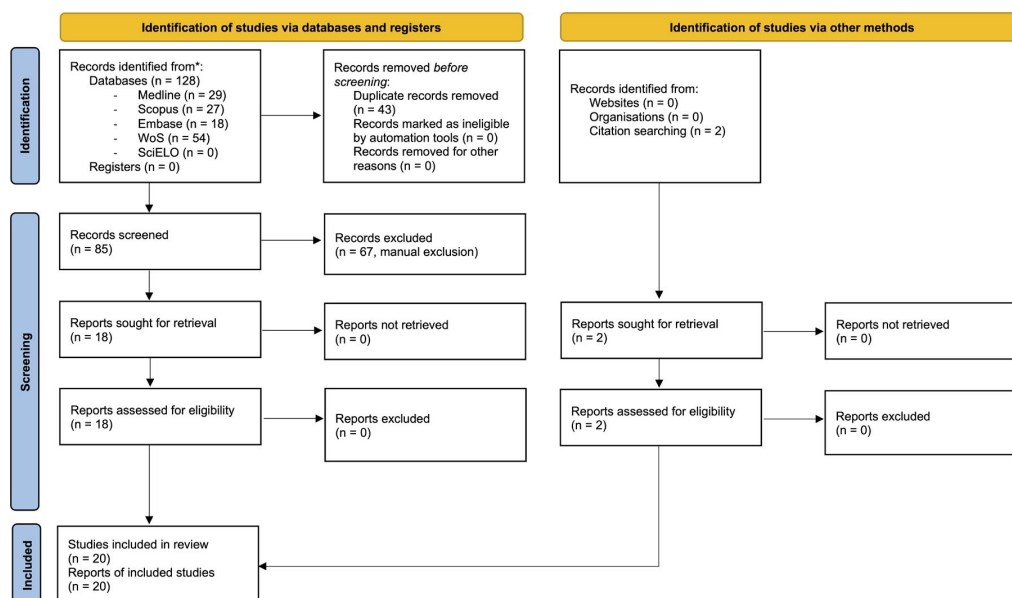 Identification of studies via databases and registers
Identification of studies via other methods
Identification
Records identified from*:
Databases (n = 128)
- Medline (n = 29)
- Scopus (n = 27)
- Embase (n = 18)
- WoS (n = 54)
- SciELO (n = 0)
Registers (n = 0)
Records removed before
screening:
Duplicate records removed
(n = 43)
Records marked as ineligible
by automation tools (n = 0)
Records removed for other
reasons (n = 0)
Records identified from:
Websites (n = 0)
Organisations (n = 0)
Citation searching (n = 2)
Screening
Records screened
(n = 85)
Records excluded
(n = 67, manual exclusion)
Reports sought for retrieval
(n = 18)
Reports not retrieved
(n = 0)
Reports sought for retrieval
(n = 2)
Reports not retrieved
(n = 0)
Reports assessed for eligibility
(n = 18)
Reports excluded
(n = 0)
Reports assessed for eligibility
(n = 2)
Reports excluded
(n = 0)
Included
Studies included in review
(n = 20)
Reports of included studies
(n = 20)